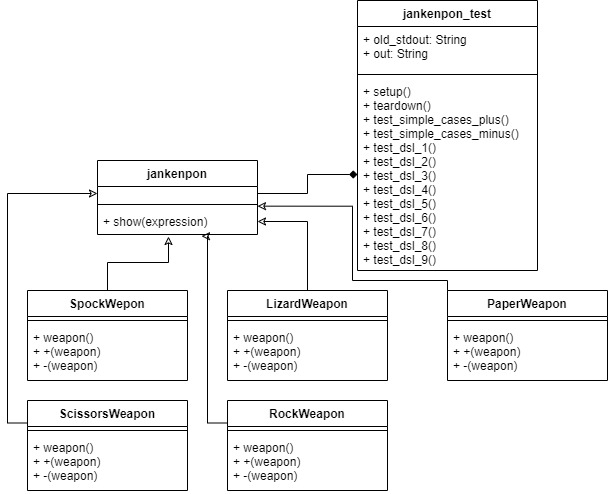 jankenpon_test
+ old_stdout: String
+ out: String
+ setup()
+ teardown()
+ test_simple_cases_plus()
+ test_simple_cases_minus()
+ test_dsl_1()
+ test_dsl_2()
+ test_dsl_3()
+ test_dsl_4()
+ test_dsl_5()
+ test_dsl_6()
+ test_dsl_7()
+ test_dsl_8()
+ test_dsl_9()
jankenpon
+ show(expression)
SpockWepon
+ weapon()
+ +(weapon)
+ -(weapon)
LizardWeapon
+ weapon()
+ +(weapon)
+ -(weapon)
PaperWeapon
+ weapon()
+ +(weapon)
+ -(weapon)
ScissorsWeapon
+ weapon()
+ +(weapon)
+ -(weapon)
RockWeapon
+ weapon()
+ +(weapon)
+ -(weapon)